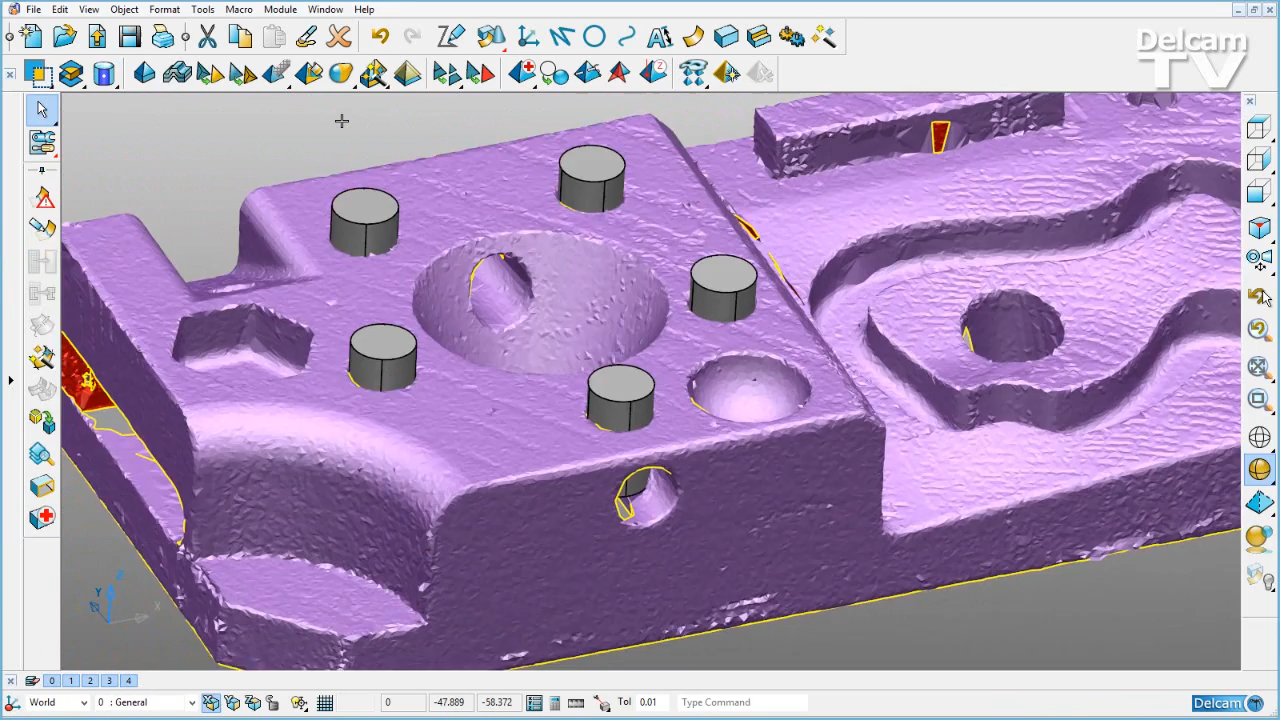 File Edit View Object Format Tools Macro Module Window Help
Delcam
TV
Z
Y
X
0 1 2 3 4
World 0 : General 0 -47.889 -58.372 Tol 0.01 Type Command Delcam